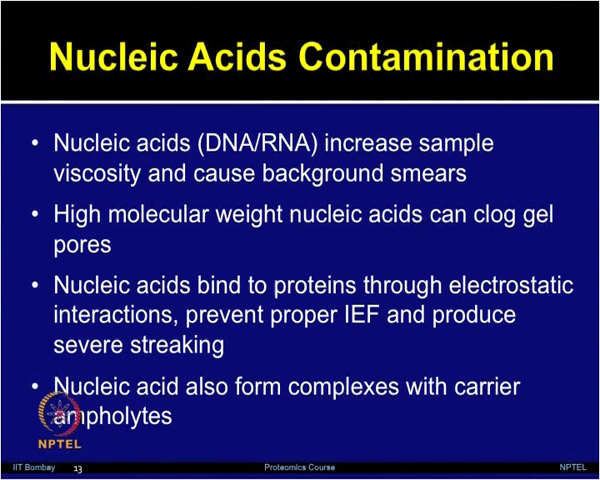 Nucleic Acids Contamination
• Nucleic acids (DNA/RNA) increase sample
viscosity and cause background smears
• High molecular weight nucleic acids can clog gel
pores
• Nucleic acids bind to proteins through electrostatic
interactions, prevent proper IEF and produce
severe streaking
• Nucleic acid also form complexes with carrier
ampholytes
NPTEL
IIT Bombay 13 Proteomics Course NPTEL